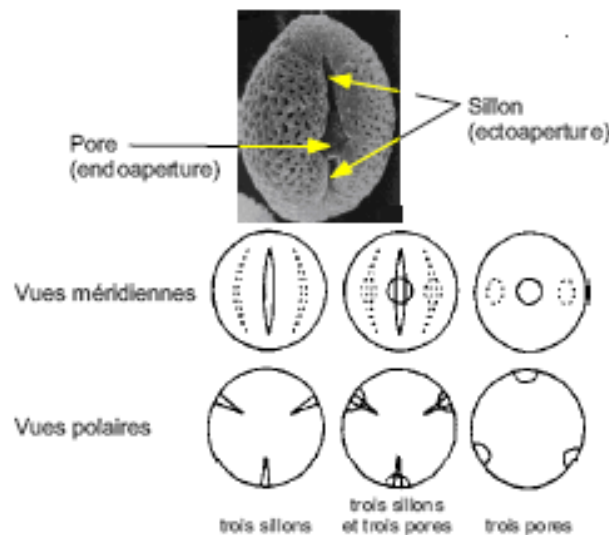 Sillon
(ectoaperture)
Pore
(endoaperture)
Vues méridiennes
Vues polaires
trois sillons
trois sillons
et trois pores
trois pores